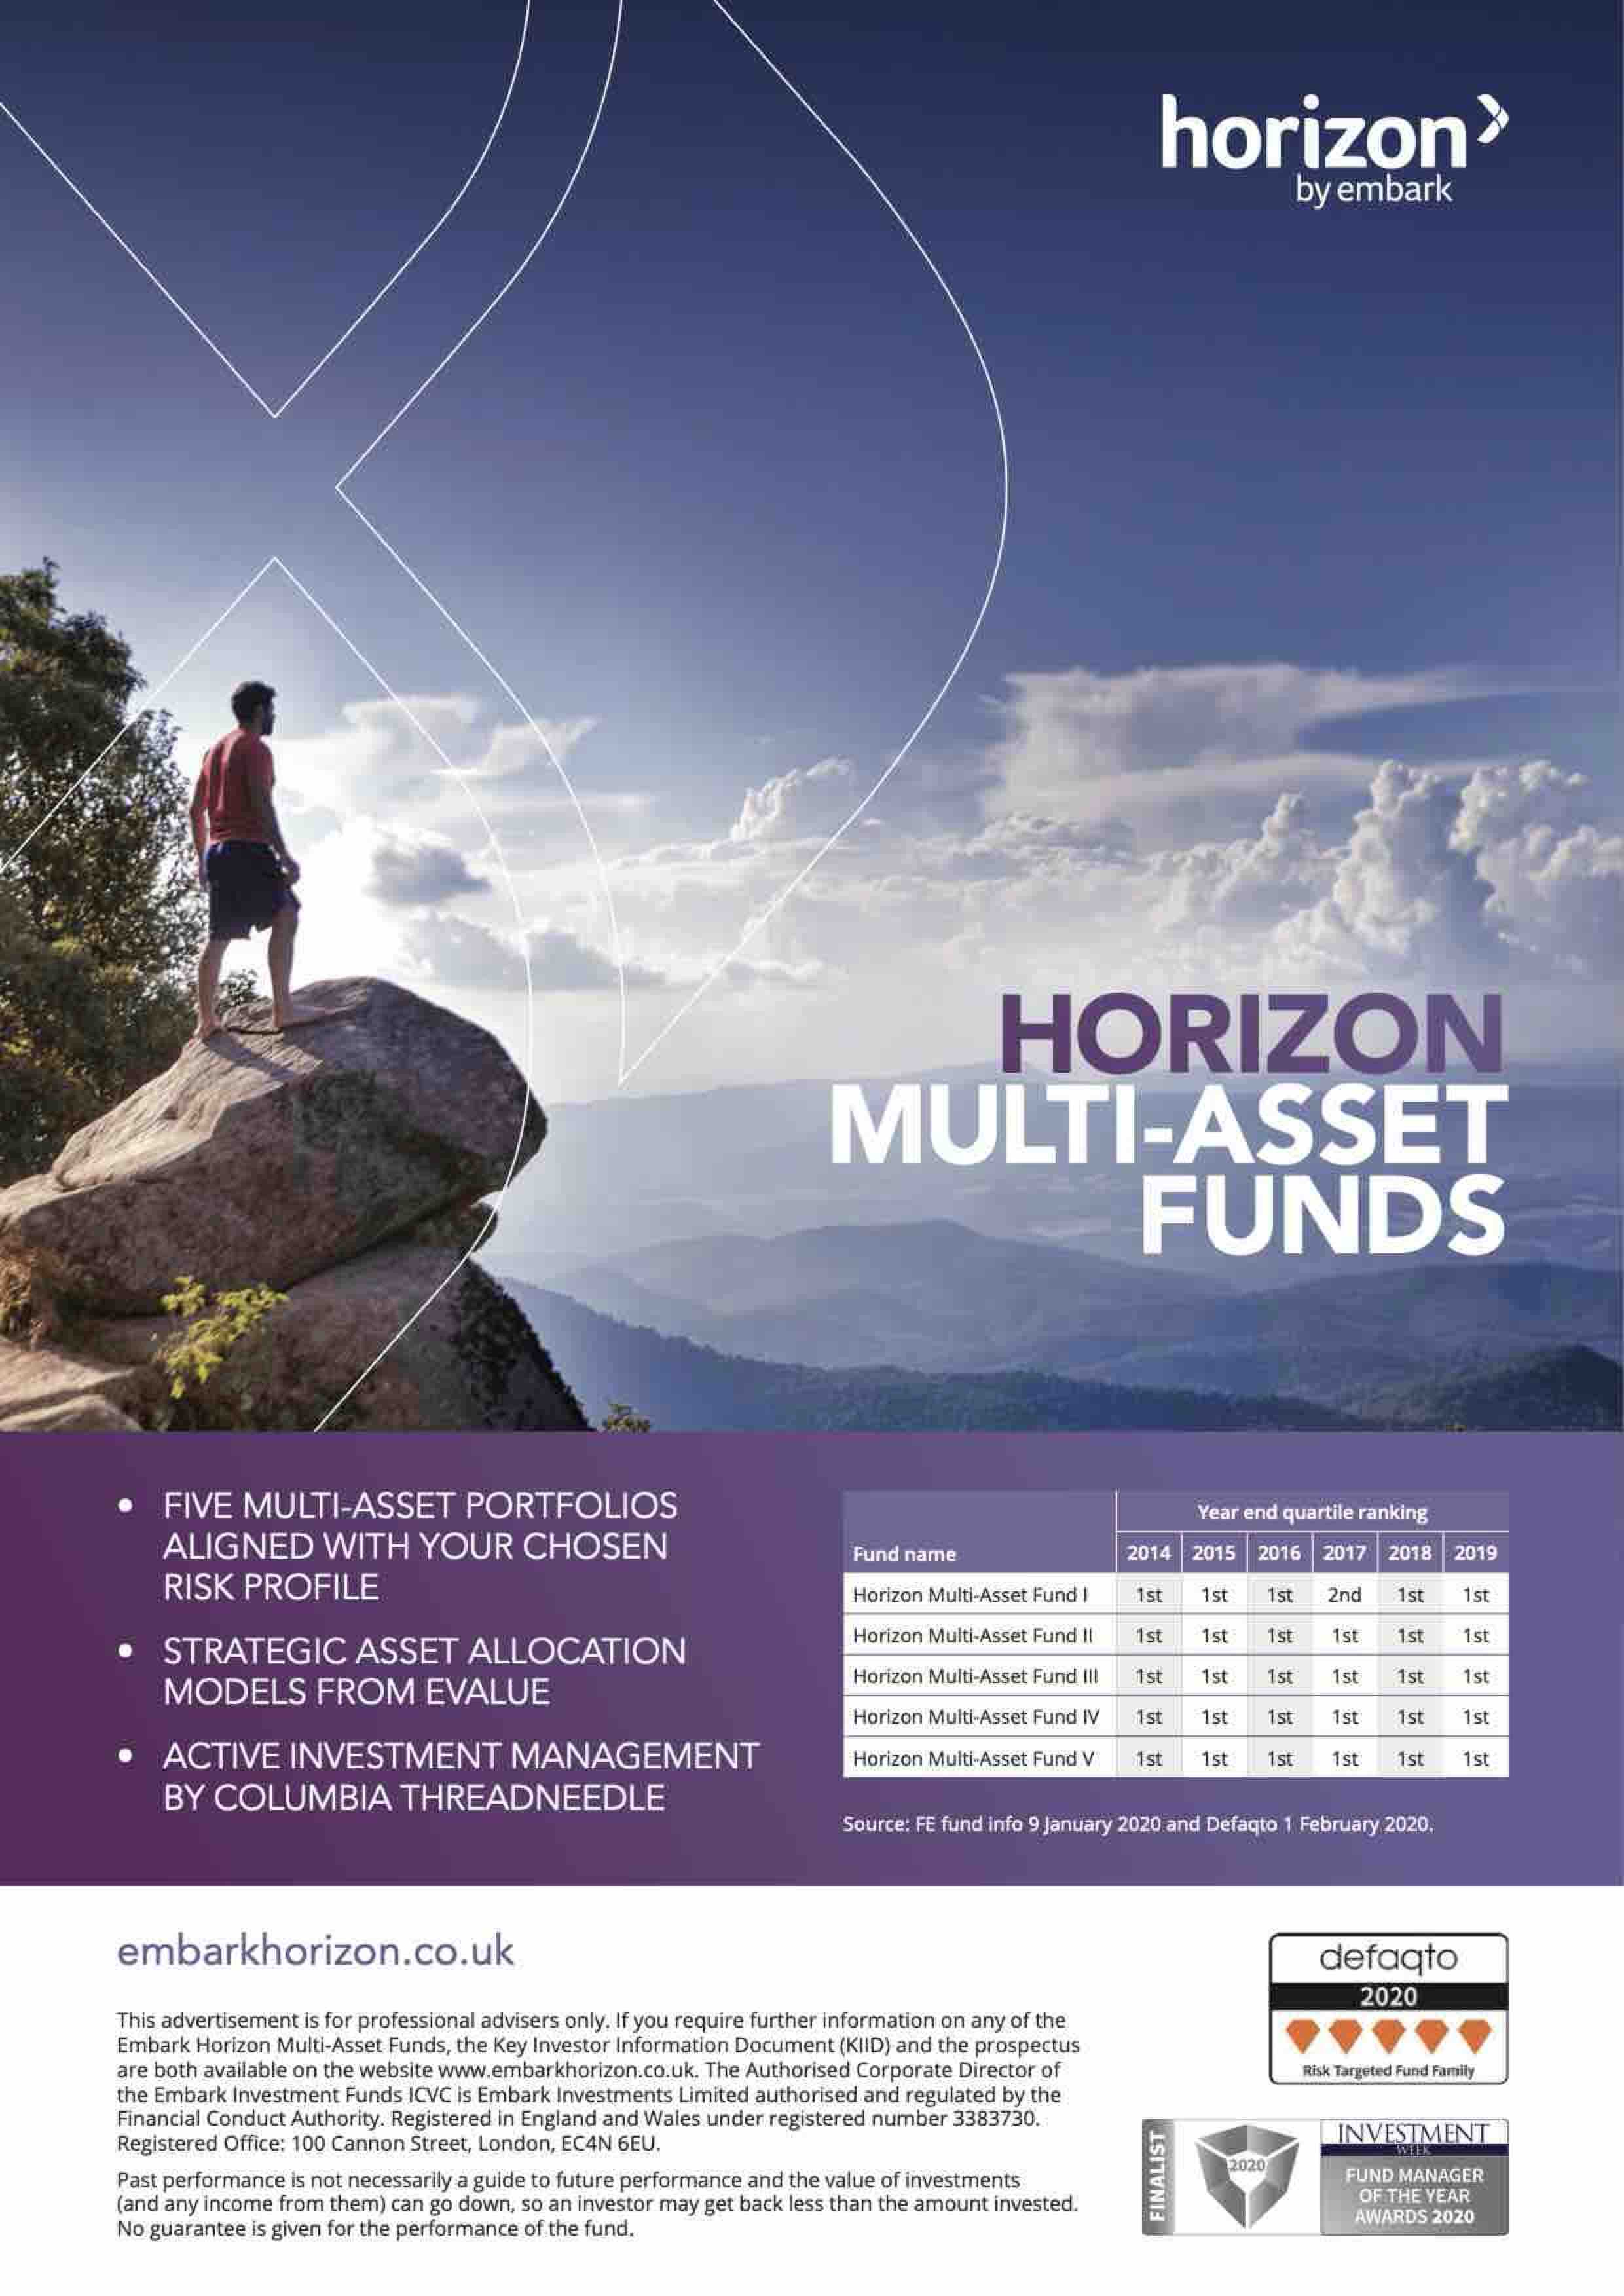 horizon
by embark
HORIZON
MULTI-ASSET
FUNDS
• FIVE MULTI-ASSET PORTFOLIOS
ALIGNED WITH YOUR CHOSEN
RISK PROFILE
• STRATEGIC ASSET ALLOCATION
MODELS FROM EVALUE
• ACTIVE INVESTMENT MANAGEMENT
BY COLUMBIA THREADNEEDLE
Year end quartile ranking
Fund name 2014 2015 2016 2017 2018 2019
Horizon Multi-Asset Fund I 1st 1st 1st 2nd 1st 1st
Horizon Multi-Asset Fund II 1st 1st 1st 1st 1st 1st
Horizon Multi-Asset Fund III 1st 1st 1st 1st 1st 1st
Horizon Multi-Asset Fund IV 1st 1st 1st 1st 1st 1st
Horizon Multi-Asset Fund V 1st 1st 1st 1st 1st 1st
Source: FE fund info 9 January 2020 and Defaqto 1 February 2020.
embarkhorizon.co.uk
This advertisement is for professional advisers only. If you require further information on any of the
Embark Horizon Multi-Asset Funds, the Key Investor Information Document (KIID) and the prospectus
are both available on the website www.embarkhorizon.co.uk. The Authorised Corporate Director of
the Embark Investment Funds ICVC is Embark Investments Limited authorised and regulated by the
Financial Conduct Authority. Registered in England and Wales under registered number 3383730.
Registered Office: 100 Cannon Street, London, EC4N 6EU.
Past performance is not necessarily a guide to future performance and the value of investments
(and any income from them) can go down, so an investor may get back less than the amount invested.
No guarantee is given for the performance of the fund.
defaqto
2020
Risk Targeted Fund Family
FINALIST
2020
INVESTMENT
WEEK
FUND MANAGER
OF THE YEAR
AWARDS 2020